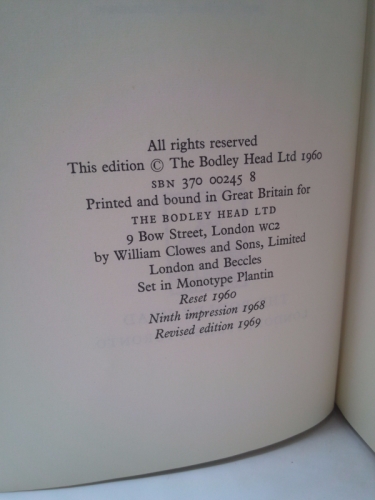 All rights reserved
This edition © The Bodley Head Ltd 1960
SBN 370 00245 8
Printed and bound in Great Britain for
THE BODLEY HEAD LTD
9 Bow Street, London WC2
by William Clowes and Sons, Limited
London and Beccles
Set in Monotype Plantin
Reset 1960
Ninth impression 1968
Revised edition 1969